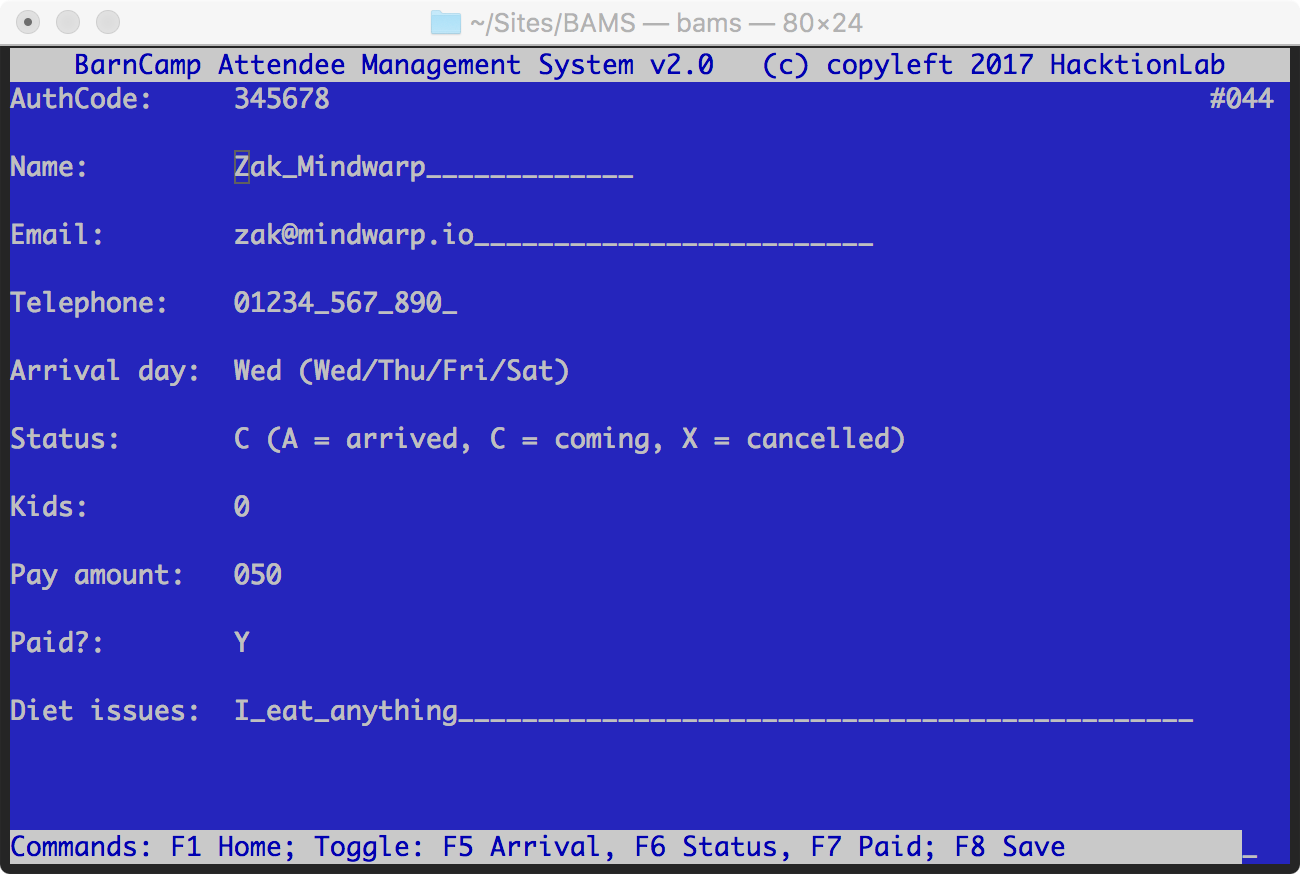 ~/Sites/BAMS — bams — 80×24
BarnCamp Attendee Management System v2.0   (c) copyleft 2017 HacktionLab
AuthCode:     345678     #044
Name:         Zak_Mindwarp_____________
Email:        zak@mindwarp.io_________________________
Telephone:    01234_567_890_
Arrival day:  Wed (Wed/Thu/Fri/Sat)
Status:       C (A = arrived, C = coming, X = cancelled)
Kids:         0
Pay amount:   050
Paid?:        Y
Diet issues:  I_eat_anything______________________________________________
Commands: F1 Home; Toggle: F5 Arrival, F6 Status, F7 Paid; F8 Save           _